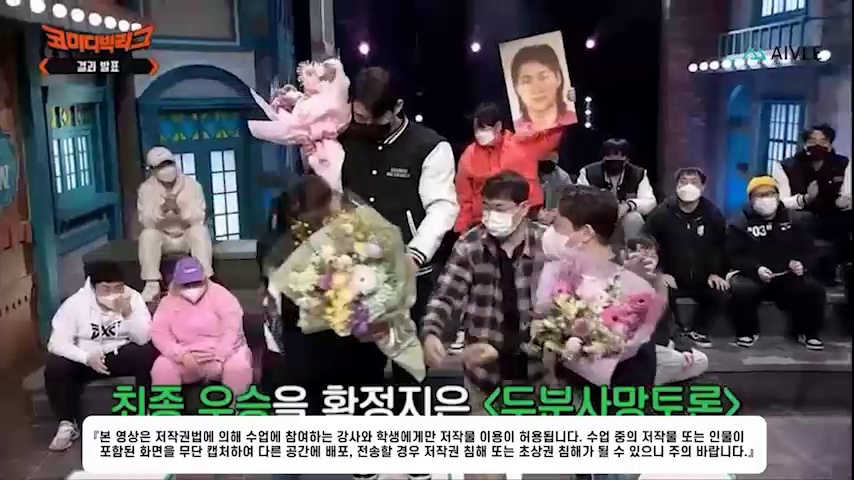 코미디빅리그
결과 발표
AIVLE
03
최종 우승을 확정지은 <두분사망토론>
『본 영상은 저작권법에 의해 수업에 참여하는 강사와 학생에게만 저작물 이용이 허용됩니다. 수업 중의 저작물 또는 인물이
포함된 화면을 무단 캡처하여 다른 공간에 배포, 전송할 경우 저작권 침해 또는 초상권 침해가 될 수 있으니 주의 바랍니다.』